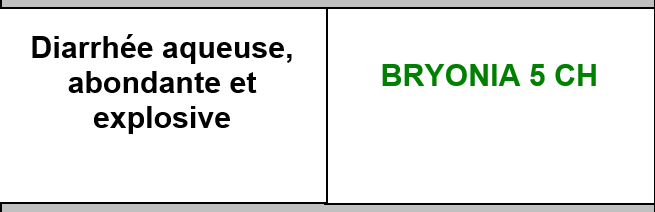 Diarrhée aqueuse,
abondante et
explosive
BRYONIA 5 CH